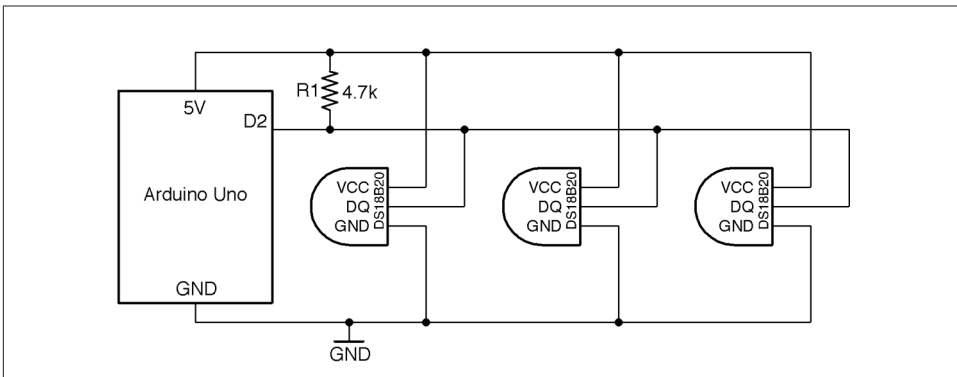 5V
D2
Arduino Uno
GND
R1
4.7k
VCC
DQ
GND
DS18B20
VCC
DQ
GND
DS18B20
VCC
DQ
GND
DS18B20
GND